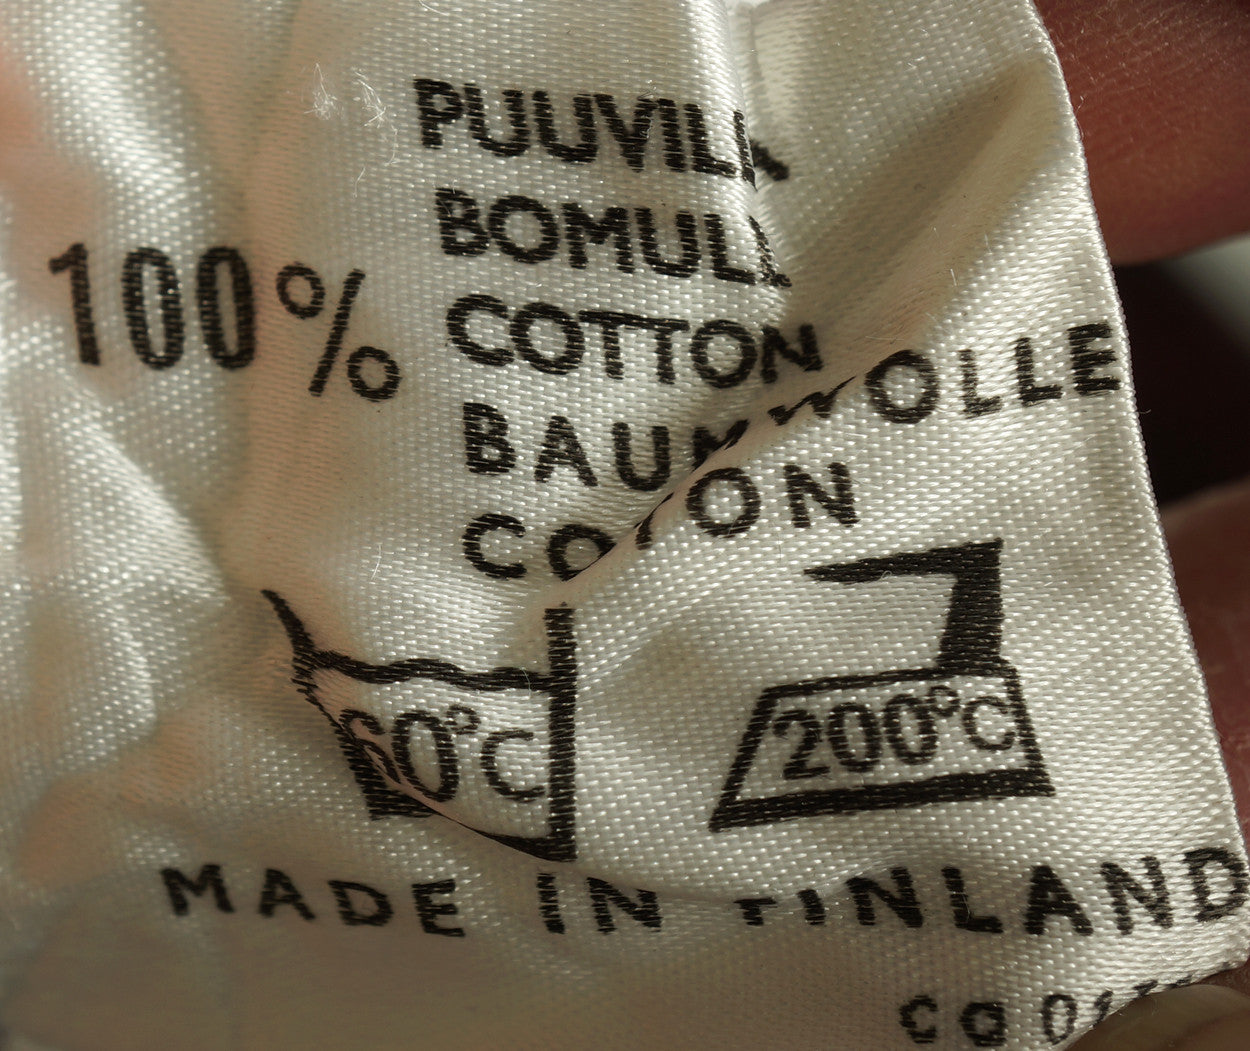 100%
PUUVILLA
BOMULL
COTTON
BAUMWOLLE
COTON
60°C
200°C
MADE IN FINLAND